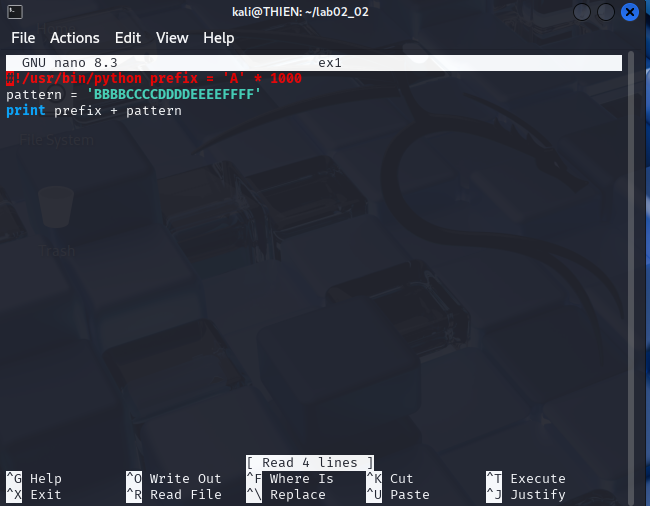 kali@THIEN: ~/lab02_02
File Actions Edit View Help
GNU nano 8.3 ex1
#!/usr/bin/python prefix = 'A' * 1000
pattern = 'BBBBCCCCDDDDEEEEFFFF'
print prefix + pattern
File System
Trash
[ Read 4 lines ]
^G Help ^O Write Out ^F Where Is ^K Cut ^T Execute
^X Exit ^R Read File ^\ Replace ^U Paste ^J Justify